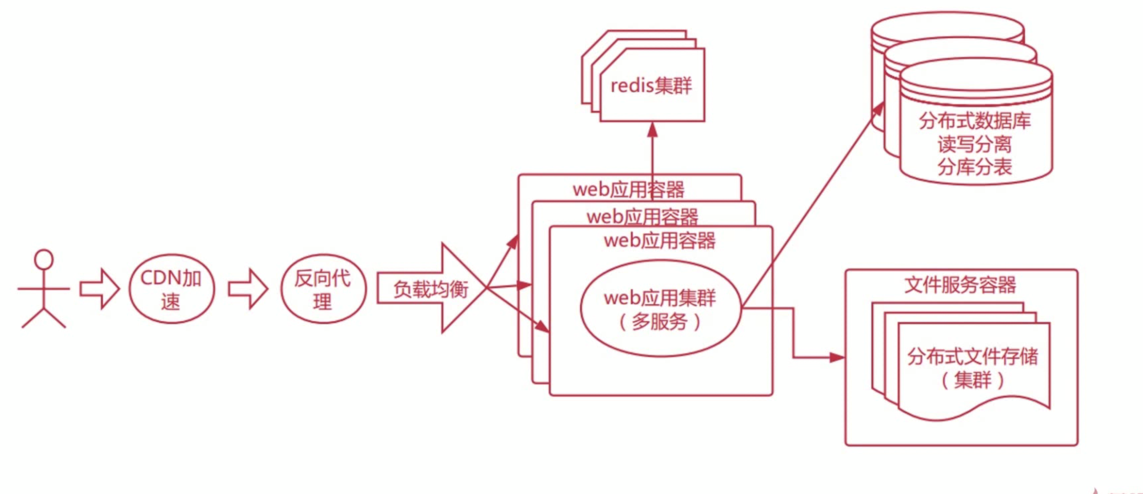 redis集群
分布式数据库
读写分离
分库分表
web应用容器
web应用容器
web应用容器
CDN加
速
反向代
理
负载均衡
web应用集群
（多服务）
文件服务容器
分布式文件存储
（集群）